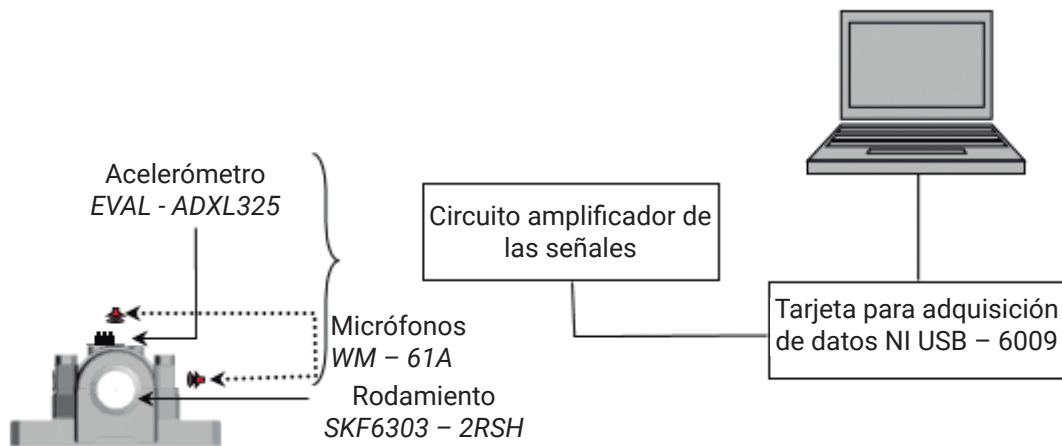 Acelerómetro
EVAL - ADXL325
Circuito amplificador de
las señales
Tarjeta para adquisición
de datos NI USB – 6009
Micrófonos
WM – 61A
Rodamiento
SKF6303 – 2RSH